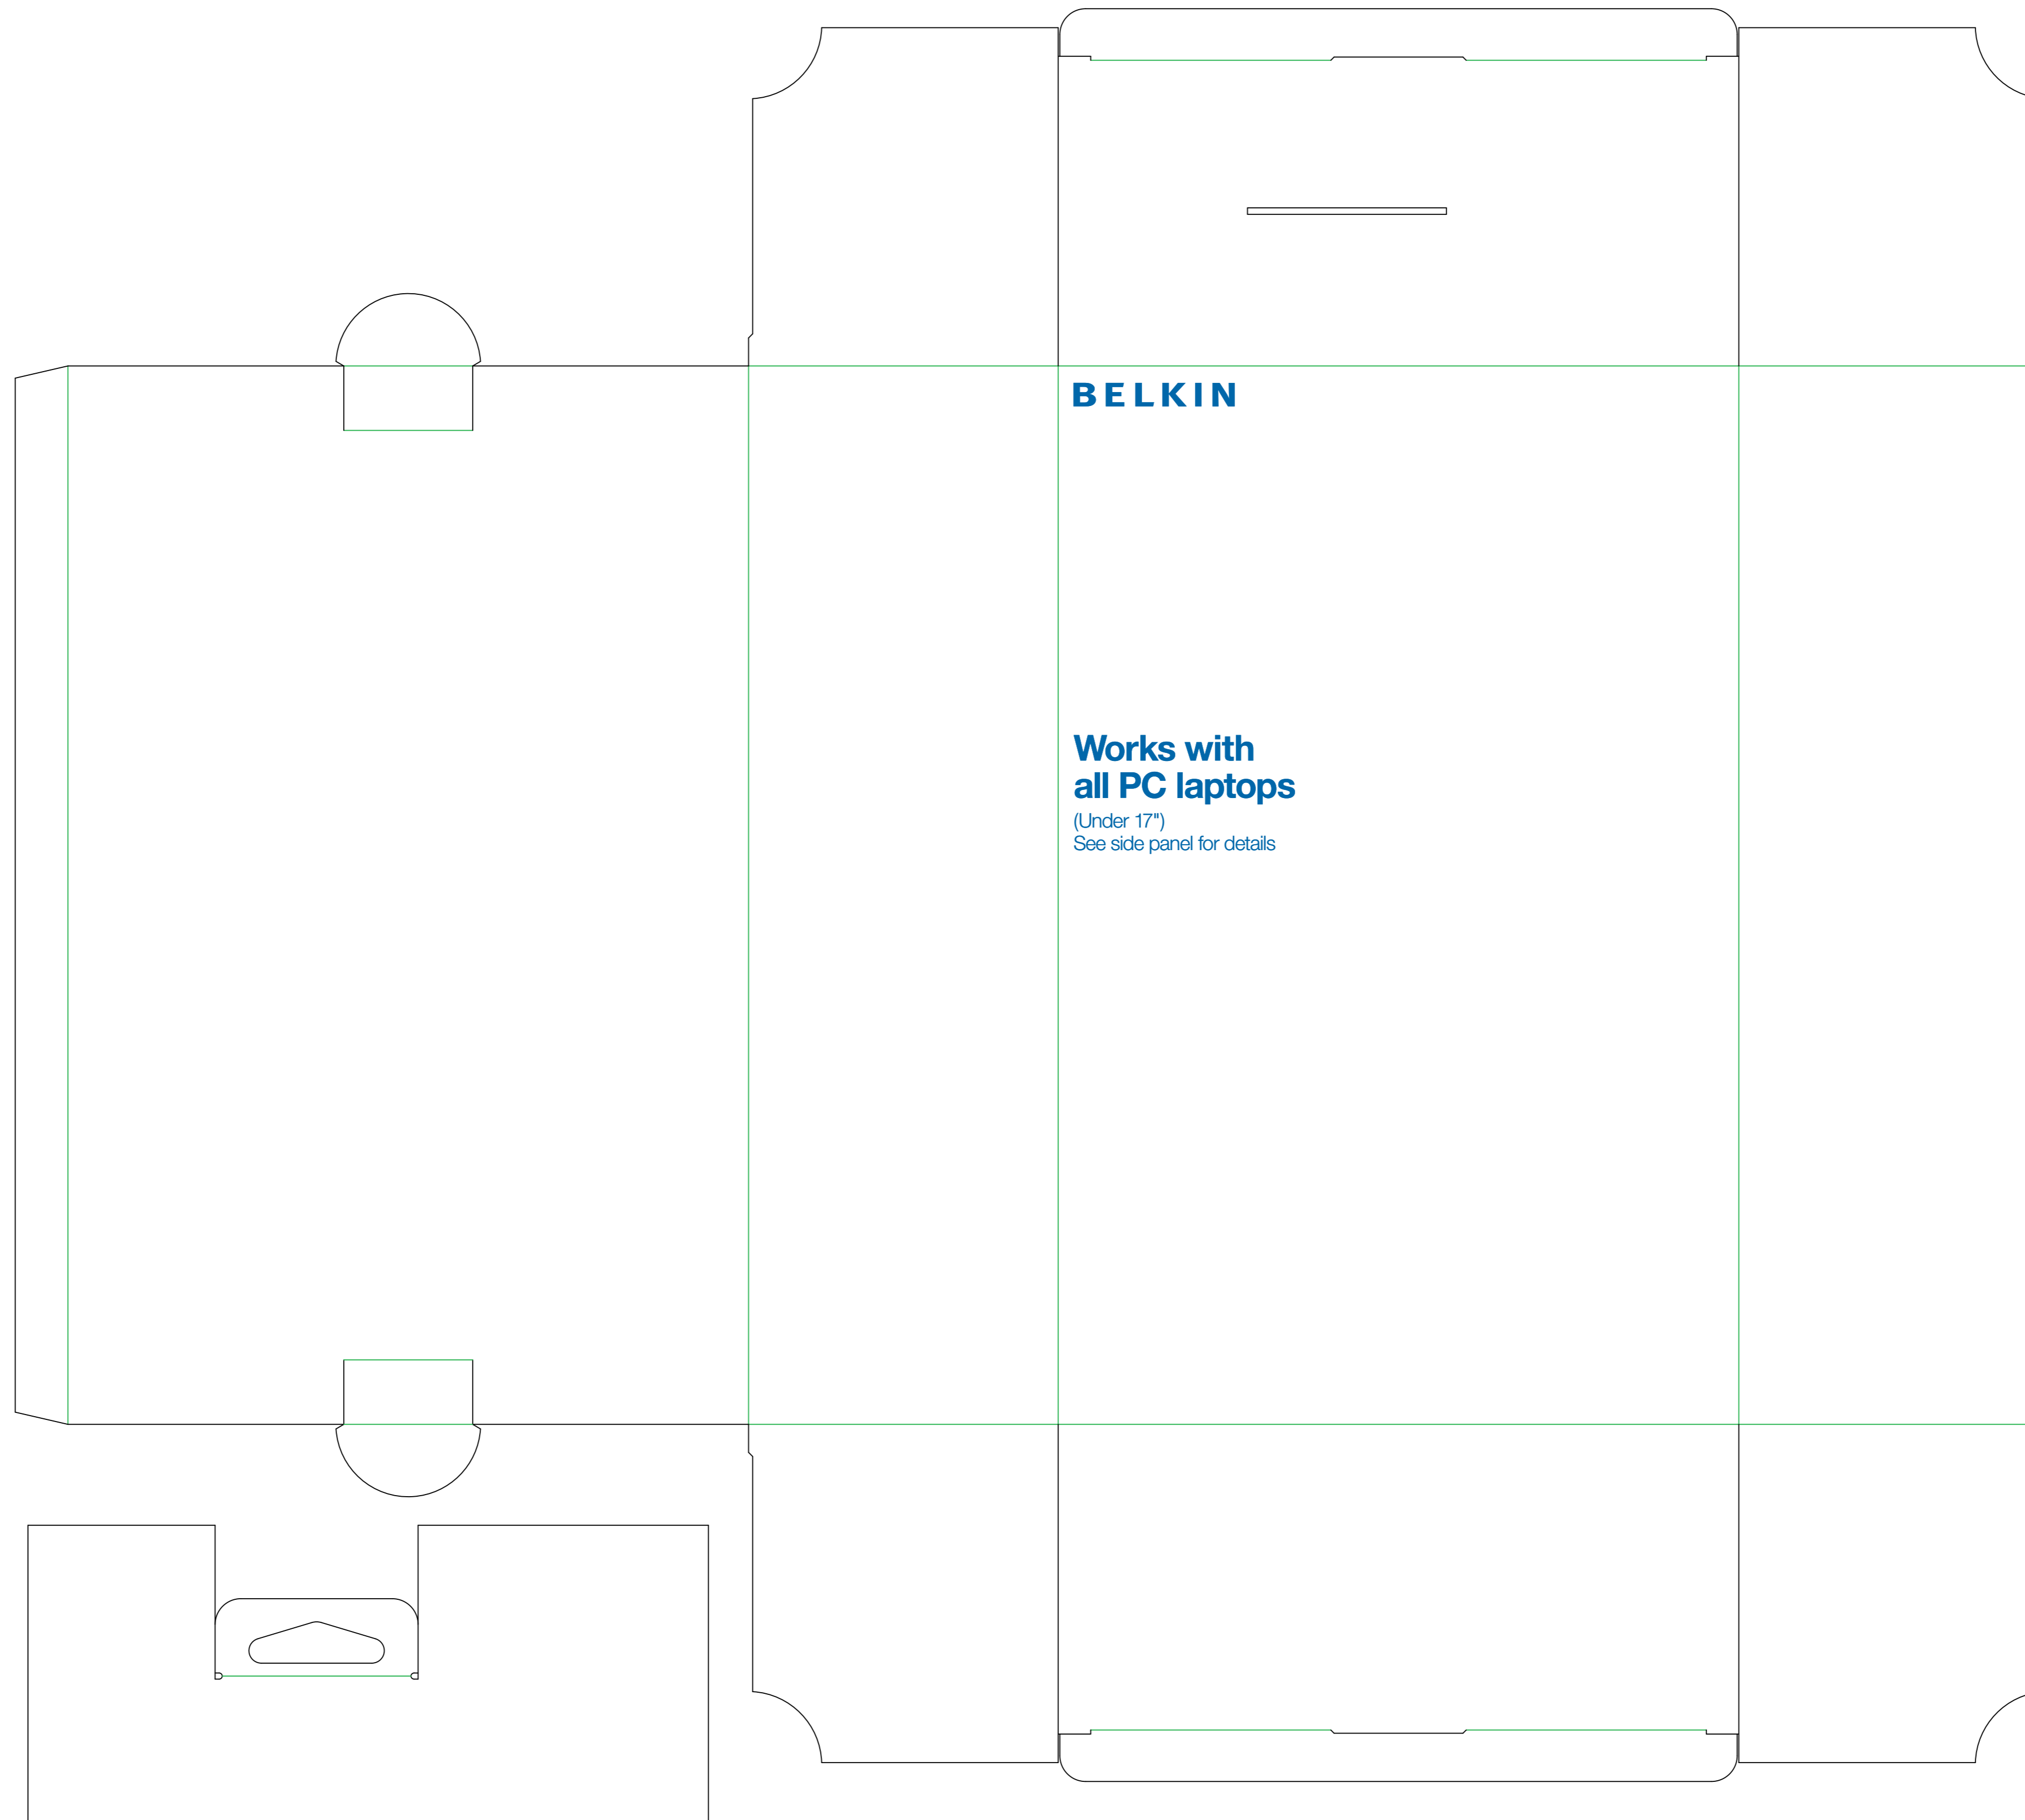 BELKIN
Works with
all PC laptops
(Under 17")
See side panel for details